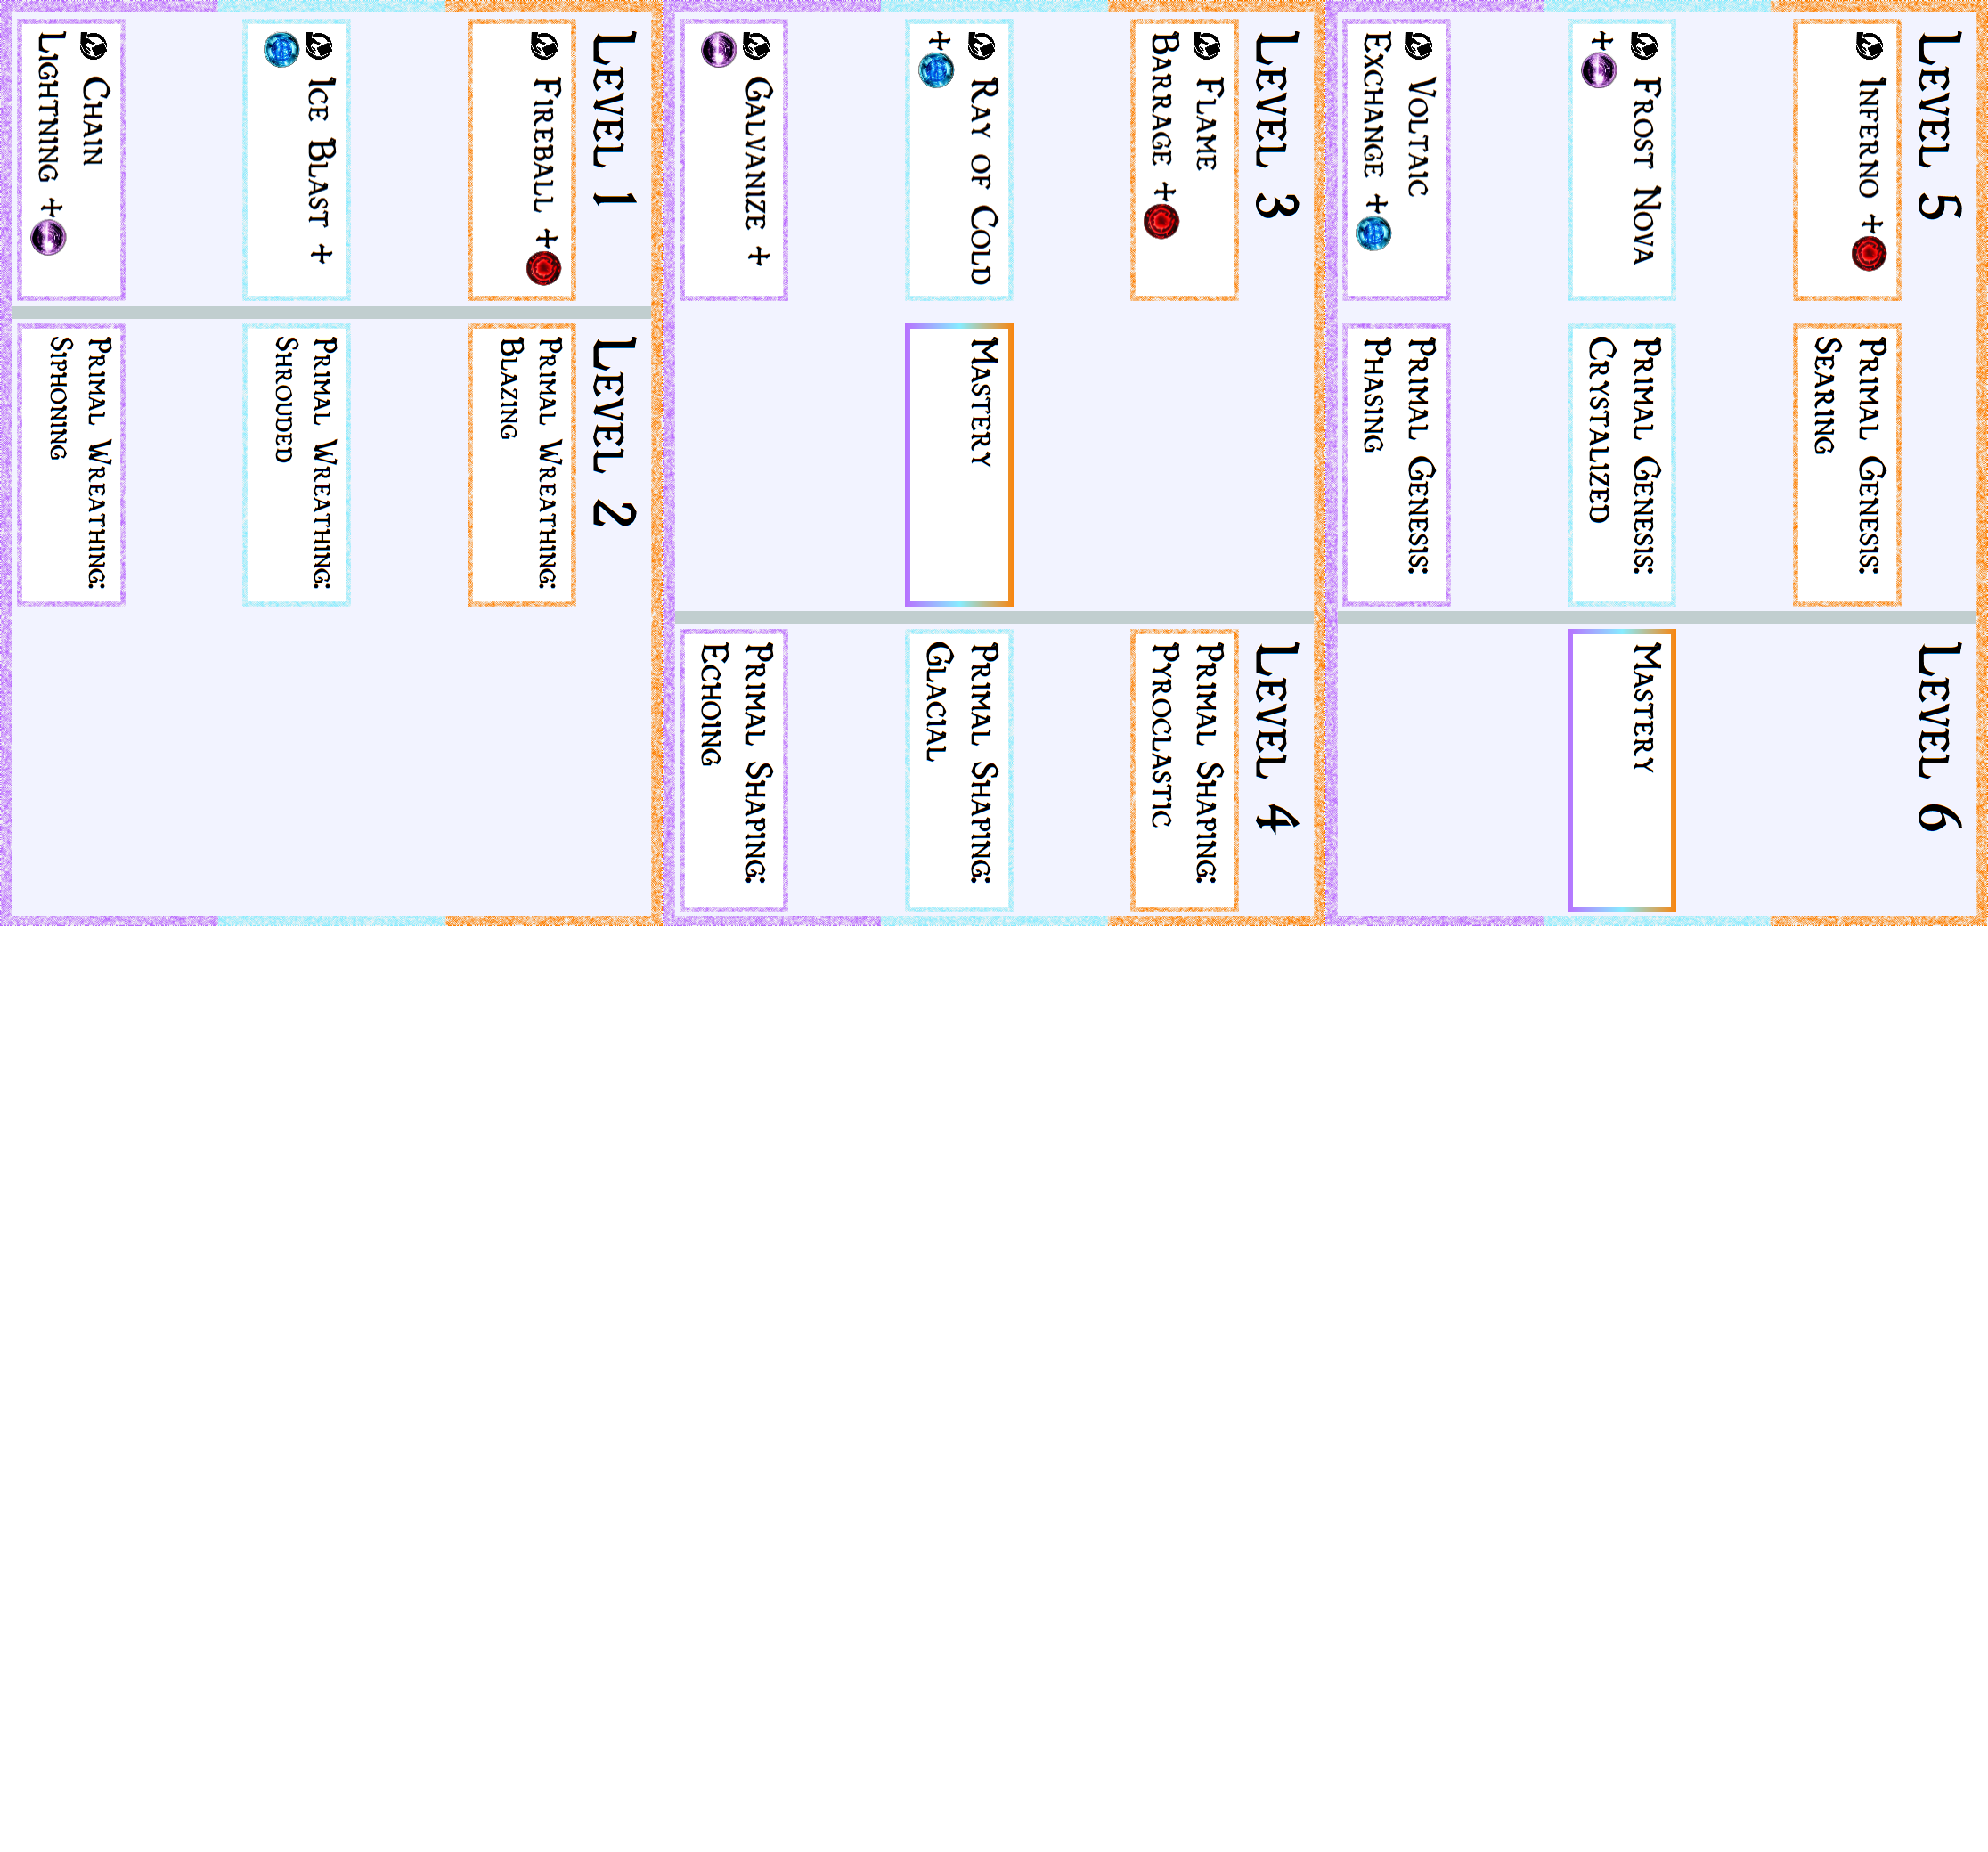 Level 1
Fireball +
Ice Blast +
Chain
Lightning +
Level 2
Primal Wreathing:
Blazing
Primal Wreathing:
Shrouded
Primal Wreathing:
Siphoning
Level 3
Flame
Barrage +
Ray of Cold
+
Galvanize +
Mastery
Level 4
Primal Shaping:
Pyroclastic
Primal Shaping:
Glacial
Primal Shaping:
Echoing
Level 5
Inferno +
Frost Nova
+
Voltaic
Exchange +
Primal Genesis:
Searing
Primal Genesis:
Crystalized
Primal Genesis:
Phasing
Level 6
Mastery